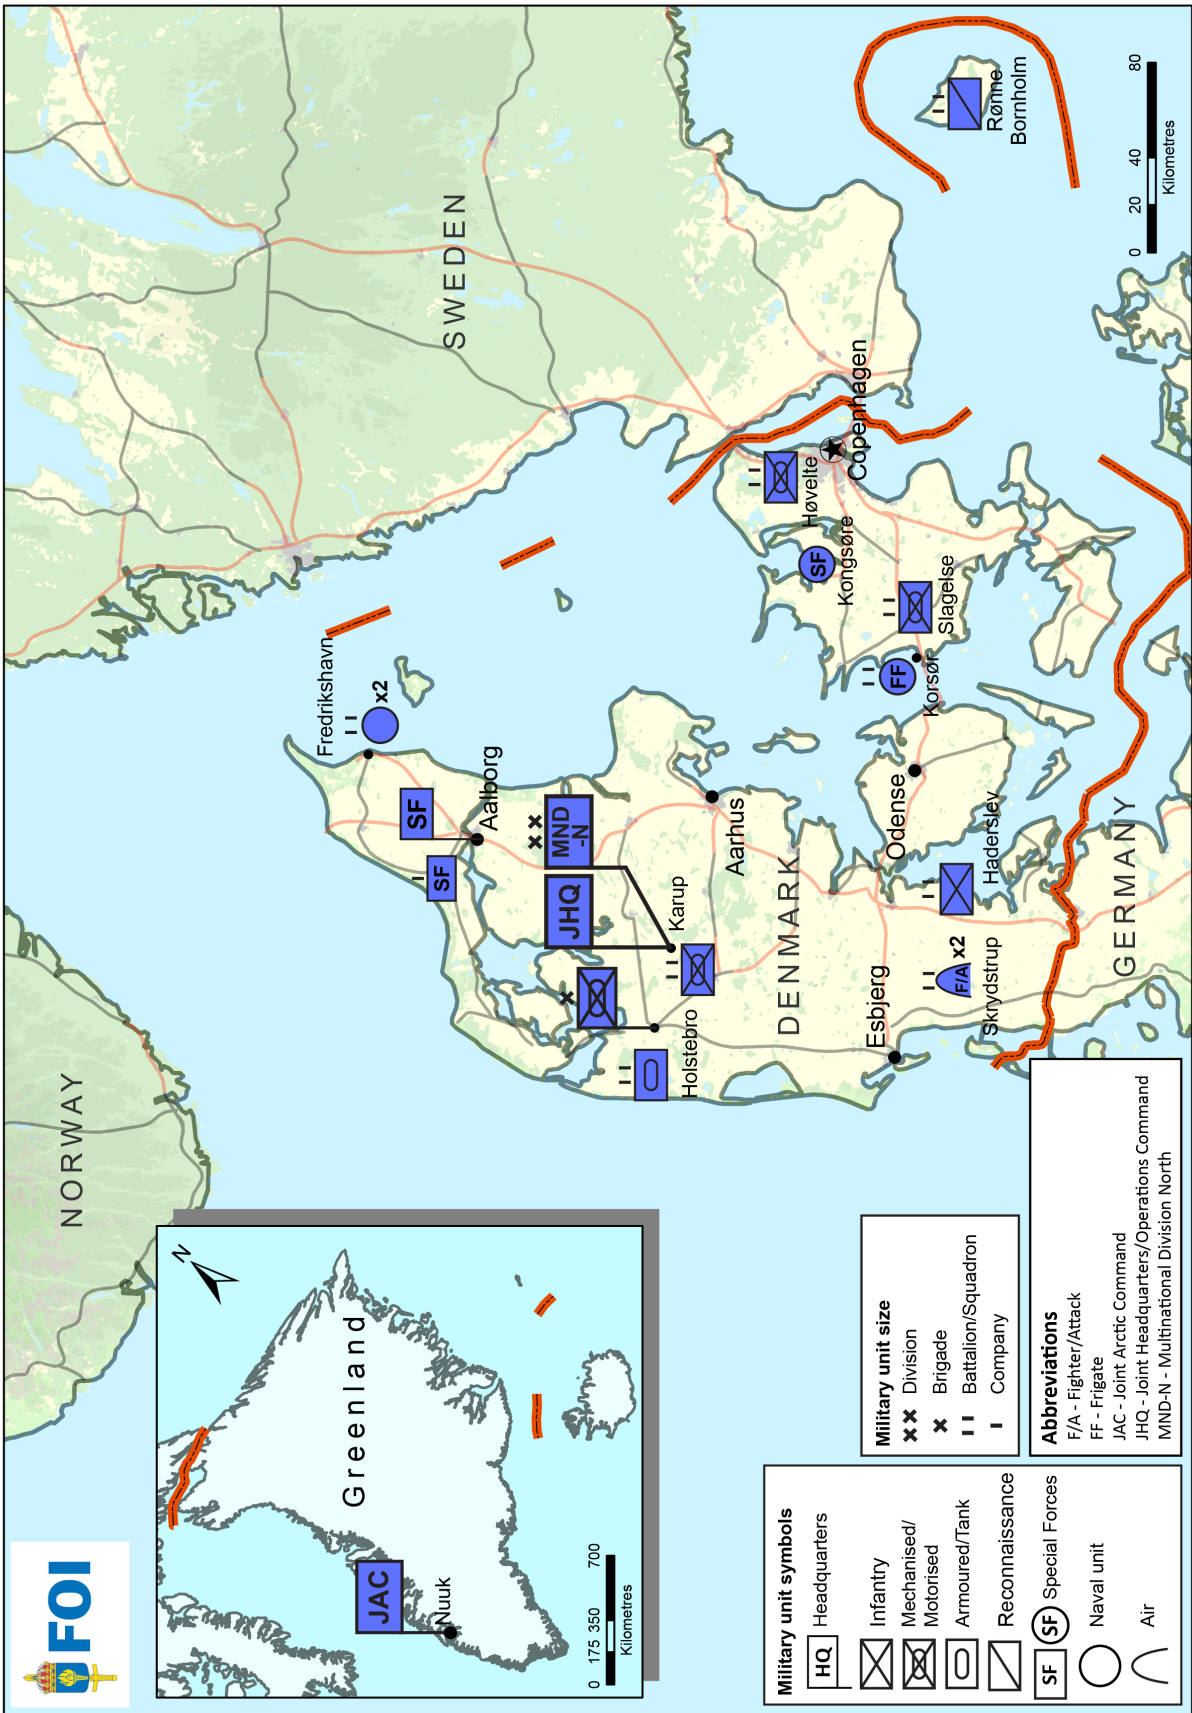 FOI
NORWAY
SWEDEN
DENMARK
GERMANY
Fredrikshavn
x2
SF
Aalborg
SF
MND
-N
JHQ
Karup
Holstebro
Aarhus
Esbjerg
Odense
Haderslev
F/A
x2
Skrydstrup
FF
Korsør
Slagelse
SF
Kongsøre
Høvelte
Copenhagen
Rønne
Bornholm
0 20 40 80
Kilometres
N
Greenland
JAC
Nuuk
0 175 350 700
Kilometres
Military unit symbols
HQ Headquarters
Infantry
Mechanised/
Motorised
Armoured/Tank
Reconnaissance
SF SF Special Forces
Naval unit
Air
Military unit size
Division
Brigade
Battalion/Squadron
Company
Abbreviations
F/A - Fighter/Attack
FF - Frigate
JAC - Joint Arctic Command
JHQ - Joint Headquarters/Operations Command
MND-N - Multinational Division North